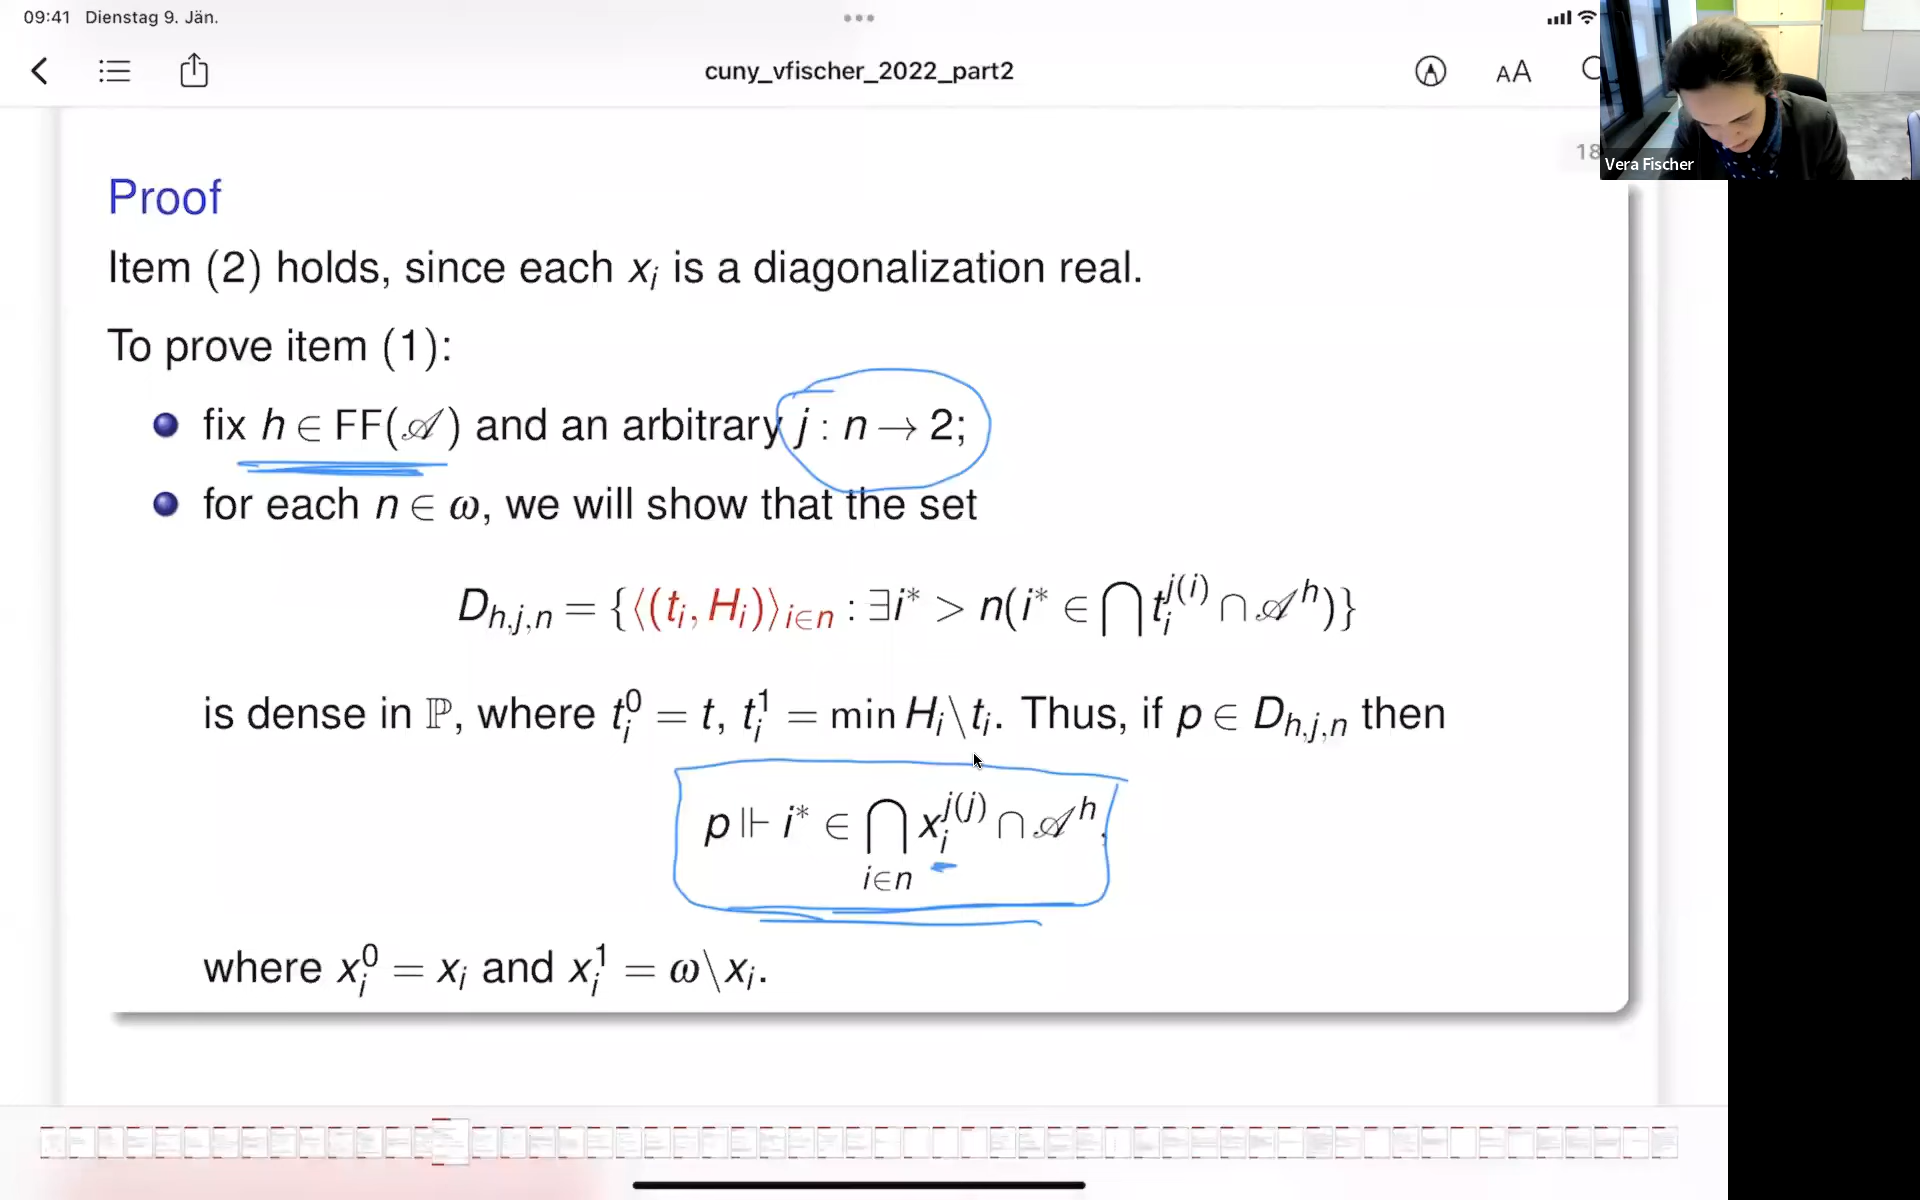 09:41 Dienstag 9. Jän.
cuny_vfischer_2022_part2
AA
18
Vera Fischer
Proof
Item (2) holds, since each x_i is a diagonalization real.
To prove item (1):
fix h ∈ FF(𝒜) and an arbitrary j : n → 2;
for each n ∈ ω, we will show that the set
D_{h,j,n} = {⟨(t_i, H_i)⟩_{i∈n} : ∃i* > n(i* ∈ ⋂ t_i^{j(i)} ∩ 𝒜^h)}
is dense in ℙ, where t_i^0 = t, t_i^1 = min H_i\t_i. Thus, if p ∈ D_{h,j,n} then
p ⊩ i* ∈ ⋂_{i∈n} x_i^{j(j)} ∩ 𝒜^h,
where x_i^0 = x_i and x_i^1 = ω\x_i.